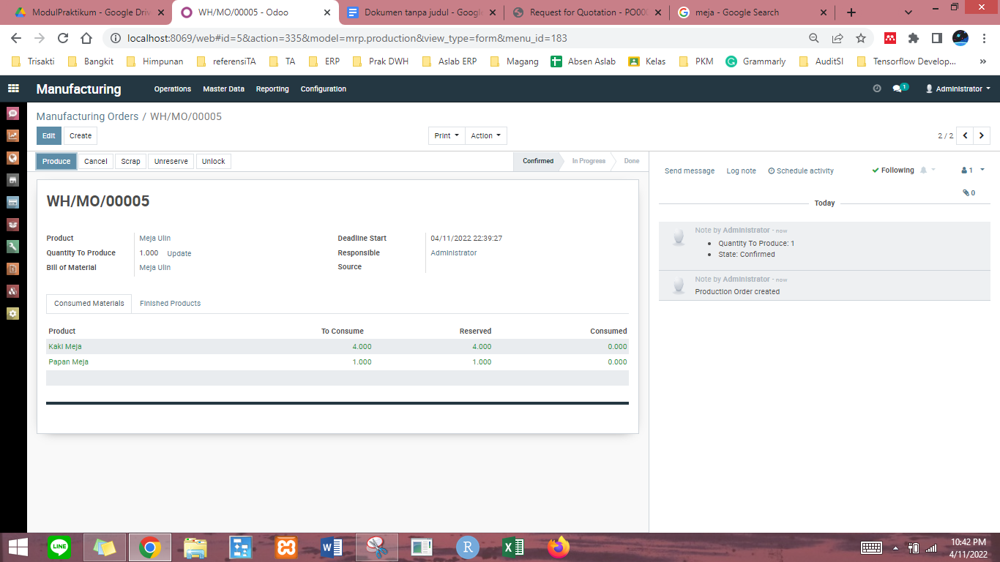 ModulPraktikum - Google Driv
WH/MO/00005 - Odoo
Dokumen tanpa judul - Googl
Request for Quotation - PO00
meja - Google Search
localhost:8069/web#id=5&action=335&model=mrp.production&view_type=form&menu_id=183
Trisakti Bangkit Himpunan referensiTA TA ERP Prak DWH Aslab ERP Magang Absen Aslab Kelas PKM Grammarly AuditSI Tensorflow Develop... »
Manufacturing Operations Master Data Reporting Configuration 1 Administrator
Manufacturing Orders / WH/MO/00005
Edit Create Print Action 2 / 2
Produce Cancel Scrap Unreserve Unlock Confirmed In Progress Done
WH/MO/00005
Product Meja Ulin
Quantity To Produce 1.000 Update
Bill of Material Meja Ulin
Deadline Start 04/11/2022 22:39:27
Responsible Administrator
Source
Consumed Materials Finished Products
Product To Consume Reserved Consumed
Kaki Meja 4.000 4.000 0.000
Papan Meja 1.000 1.000 0.000
Send message Log note Schedule activity Following 1
0
Today
Note by Administrator - now
• Quantity To Produce: 1
• State: Confirmed
Note by Administrator - now
Production Order created
LINE
W
R
X
10:42 PM
4/11/2022